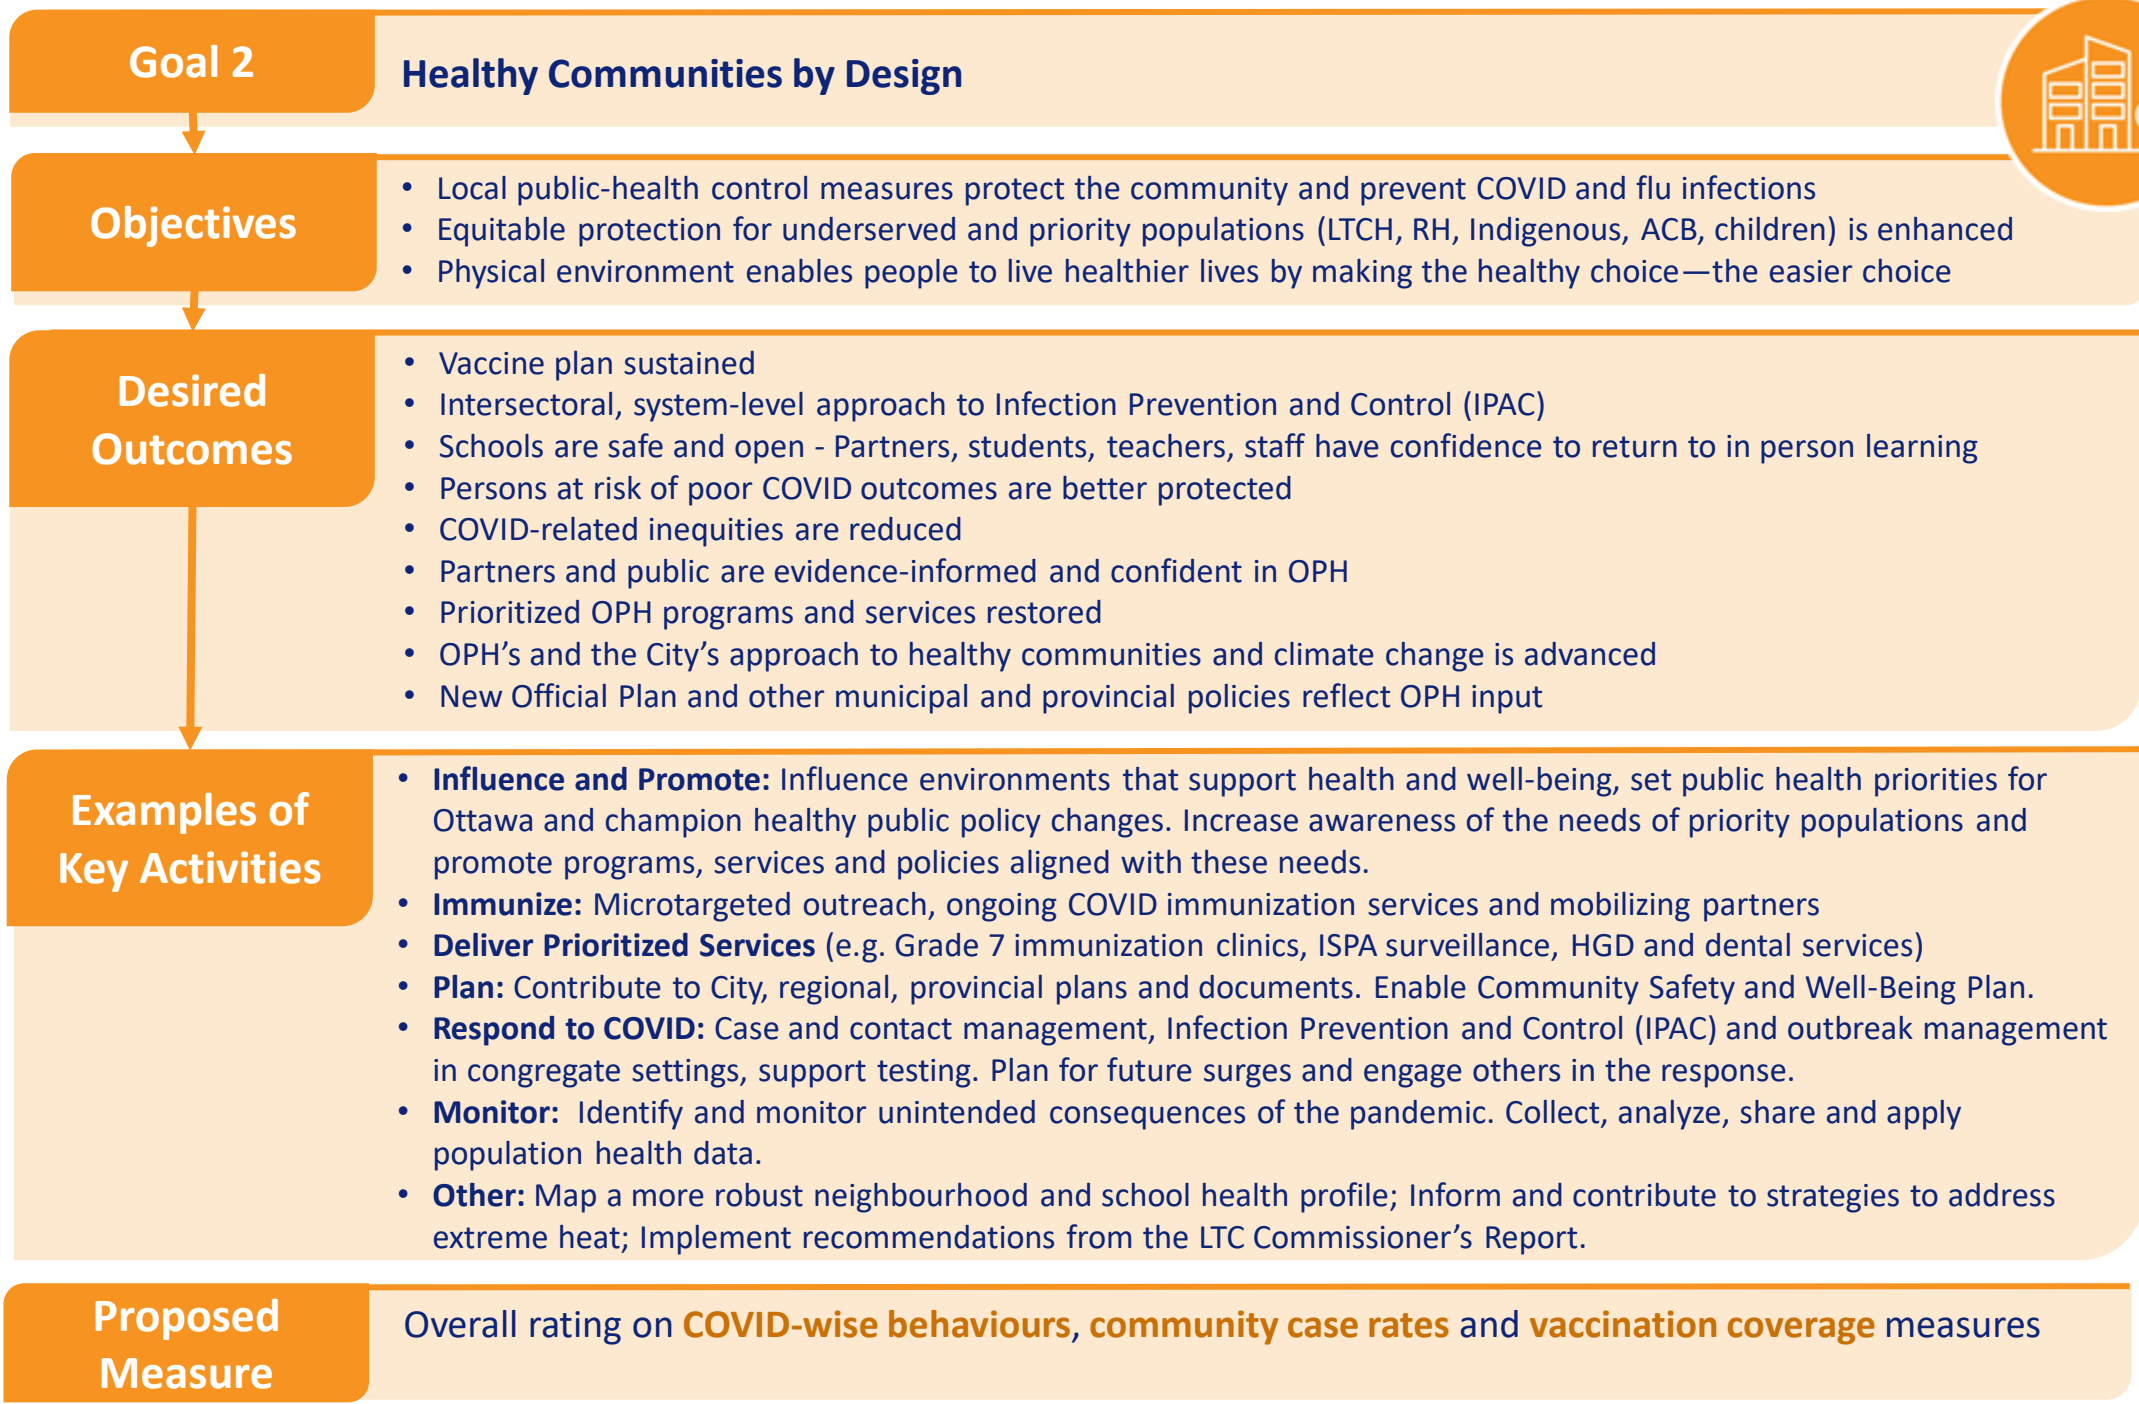 Goal 2
Healthy Communities by Design
Objectives
• Local public-health control measures protect the community and prevent COVID and flu infections
• Equitable protection for underserved and priority populations (LTCH, RH, Indigenous, ACB, children) is enhanced
• Physical environment enables people to live healthier lives by making the healthy choice—the easier choice
Desired
Outcomes
• Vaccine plan sustained
• Intersectoral, system-level approach to Infection Prevention and Control (IPAC)
• Schools are safe and open - Partners, students, teachers, staff have confidence to return to in person learning
• Persons at risk of poor COVID outcomes are better protected
• COVID-related inequities are reduced
• Partners and public are evidence-informed and confident in OPH
• Prioritized OPH programs and services restored
• OPH’s and the City’s approach to healthy communities and climate change is advanced
• New Official Plan and other municipal and provincial policies reflect OPH input
Examples of
Key Activities
• Influence and Promote: Influence environments that support health and well-being, set public health priorities for
Ottawa and champion healthy public policy changes. Increase awareness of the needs of priority populations and
promote programs, services and policies aligned with these needs.
• Immunize: Microtargeted outreach, ongoing COVID immunization services and mobilizing partners
• Deliver Prioritized Services (e.g. Grade 7 immunization clinics, ISPA surveillance, HGD and dental services)
• Plan: Contribute to City, regional, provincial plans and documents. Enable Community Safety and Well-Being Plan.
• Respond to COVID: Case and contact management, Infection Prevention and Control (IPAC) and outbreak management
in congregate settings, support testing. Plan for future surges and engage others in the response.
• Monitor: Identify and monitor unintended consequences of the pandemic. Collect, analyze, share and apply
population health data.
• Other: Map a more robust neighbourhood and school health profile; Inform and contribute to strategies to address
extreme heat; Implement recommendations from the LTC Commissioner’s Report.
Proposed
Measure
Overall rating on COVID-wise behaviours, community case rates and vaccination coverage measures